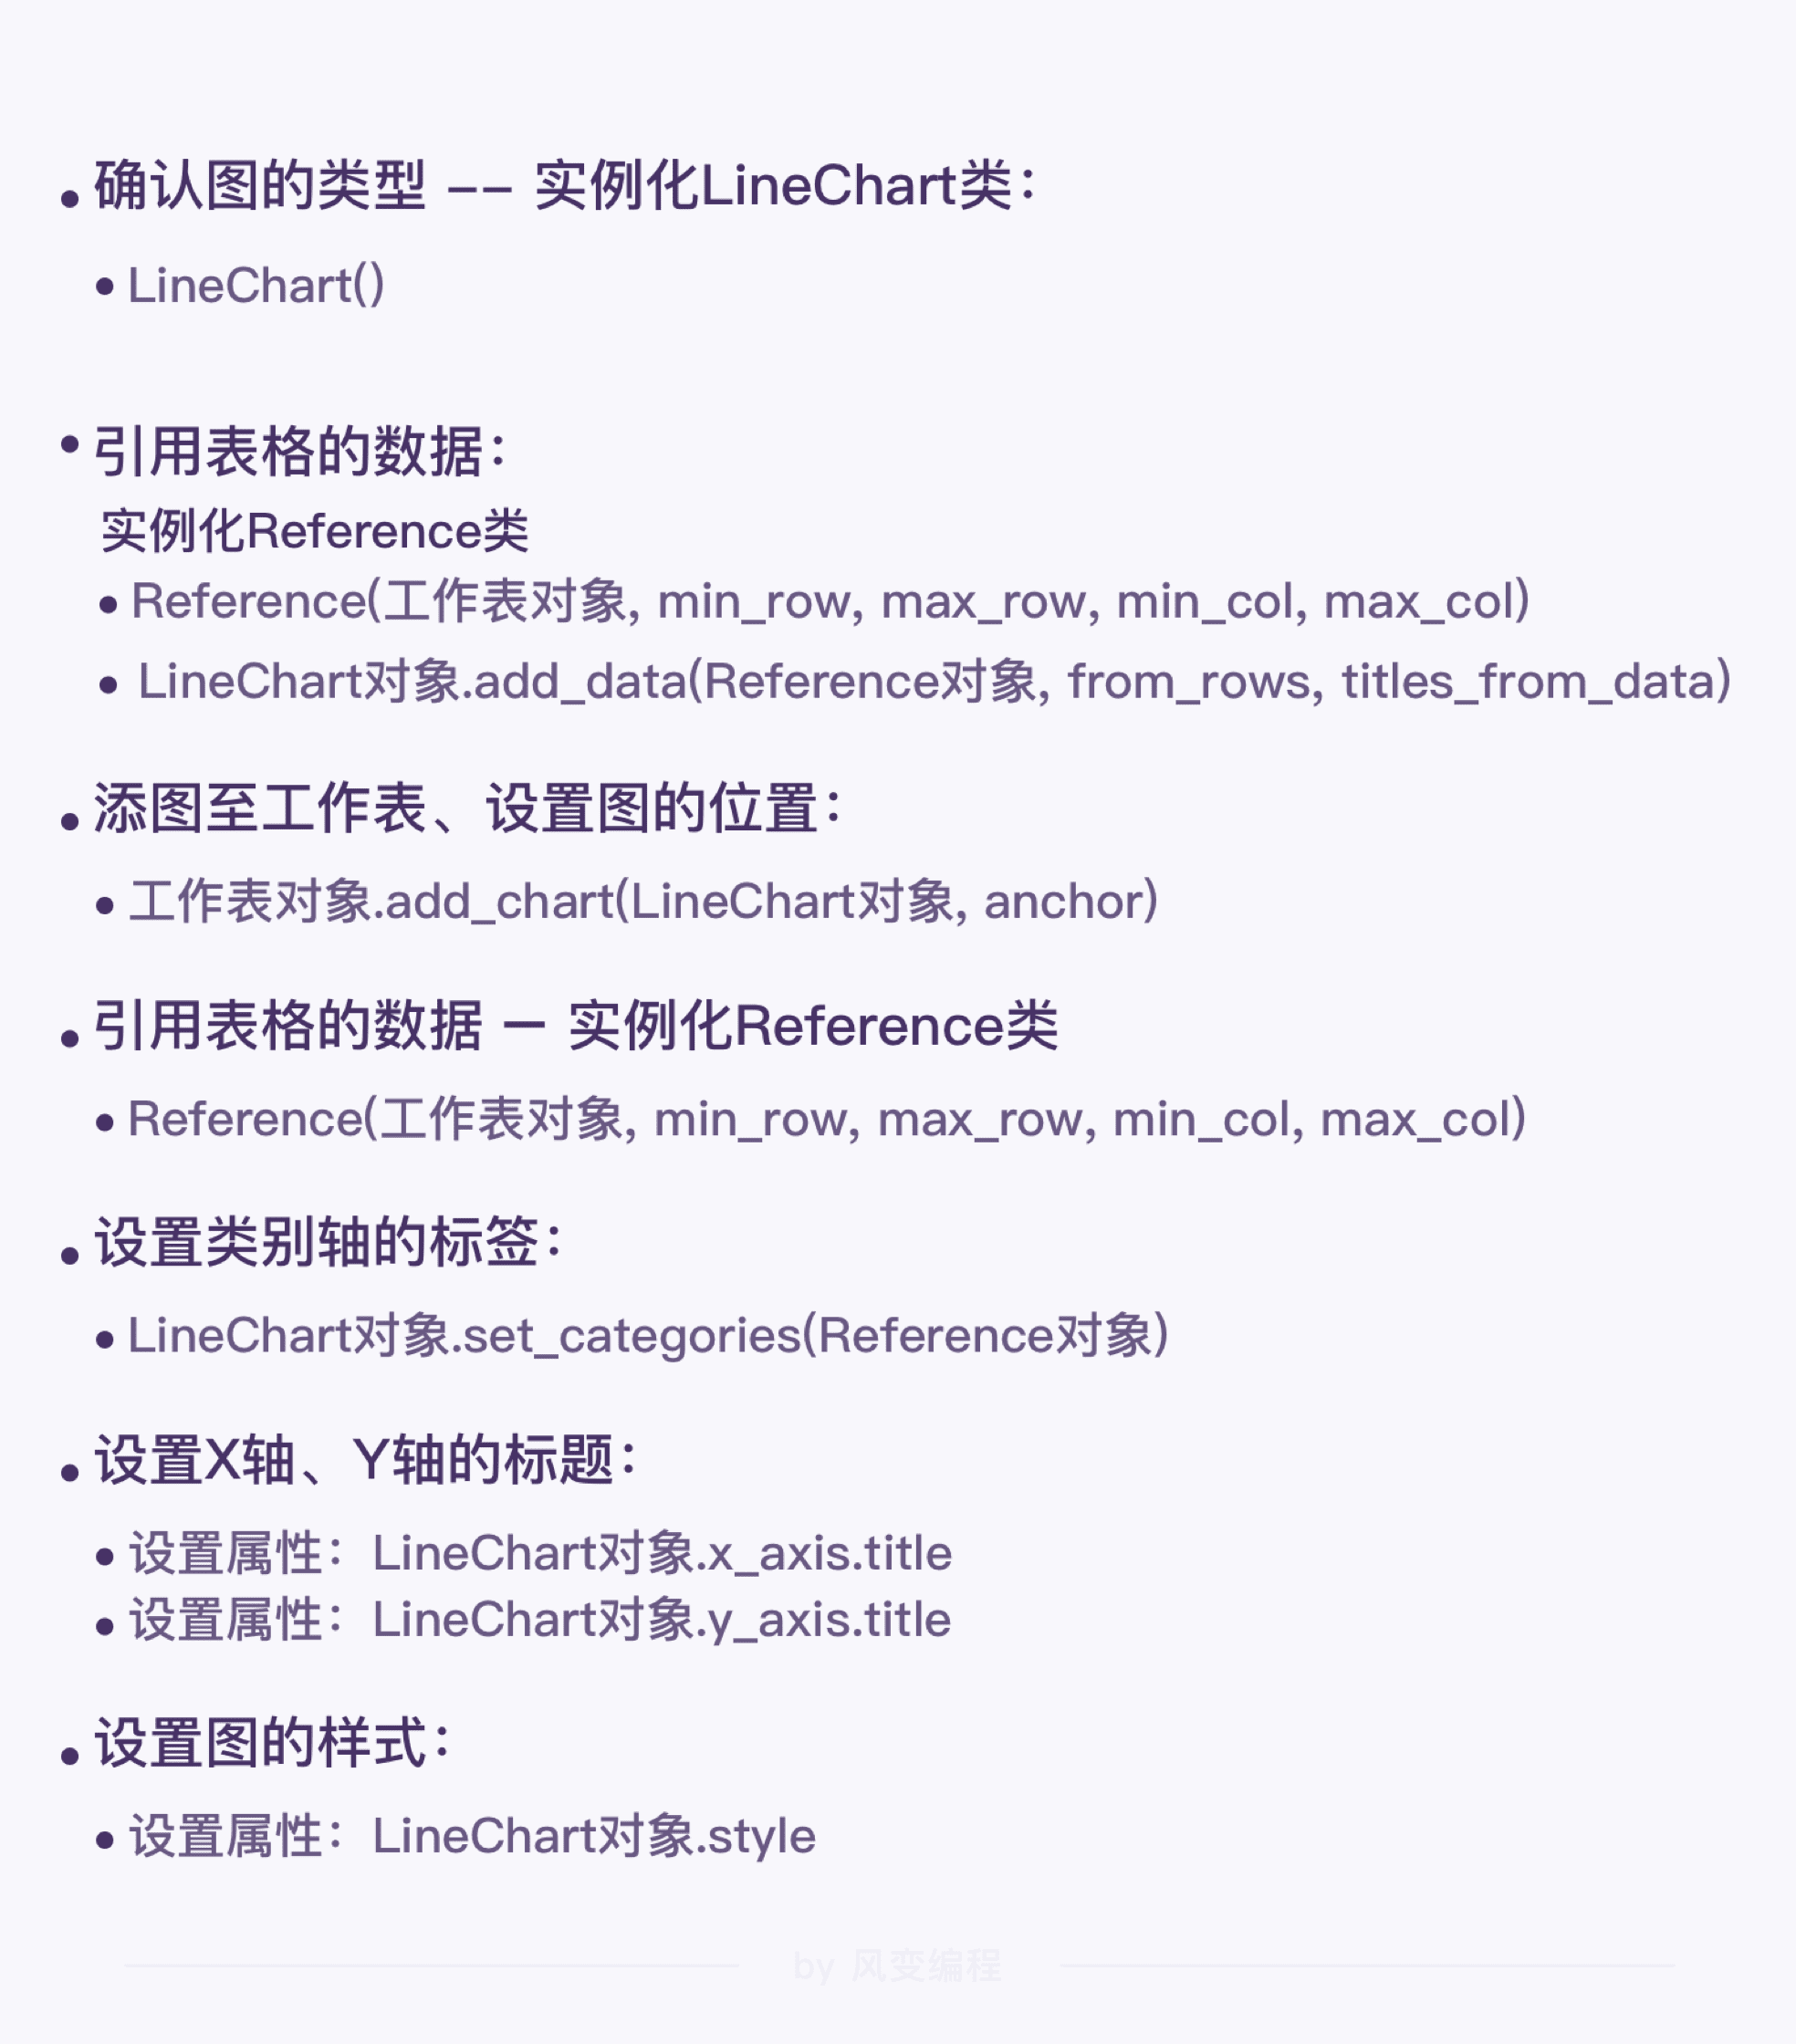 确认图的类型 -- 实例化LineChart类：
LineChart()
引用表格的数据：
实例化Reference类
Reference(工作表对象, min_row, max_row, min_col, max_col)
LineChart对象.add_data(Reference对象, from_rows, titles_from_data)
添图至工作表、设置图的位置：
工作表对象.add_chart(LineChart对象, anchor)
引用表格的数据 — 实例化Reference类
Reference(工作表对象, min_row, max_row, min_col, max_col)
设置类别轴的标签：
LineChart对象.set_categories(Reference对象)
设置X轴、Y轴的标题：
设置属性：LineChart对象.x_axis.title
设置属性：LineChart对象.y_axis.title
设置图的样式：
设置属性：LineChart对象.style
by 风变编程